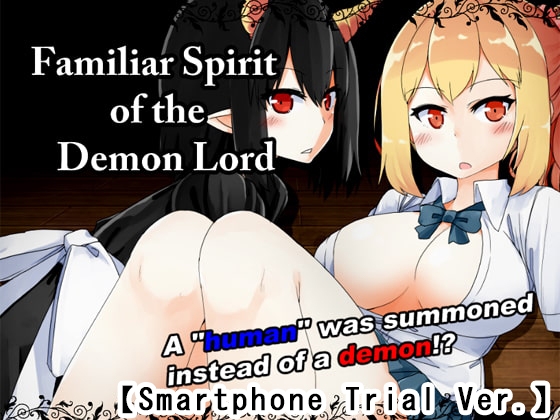 Familiar Spirit
of the
Demon Lord
A "human" was summoned
instead of a demon!?
【Smartphone Trial Ver.】